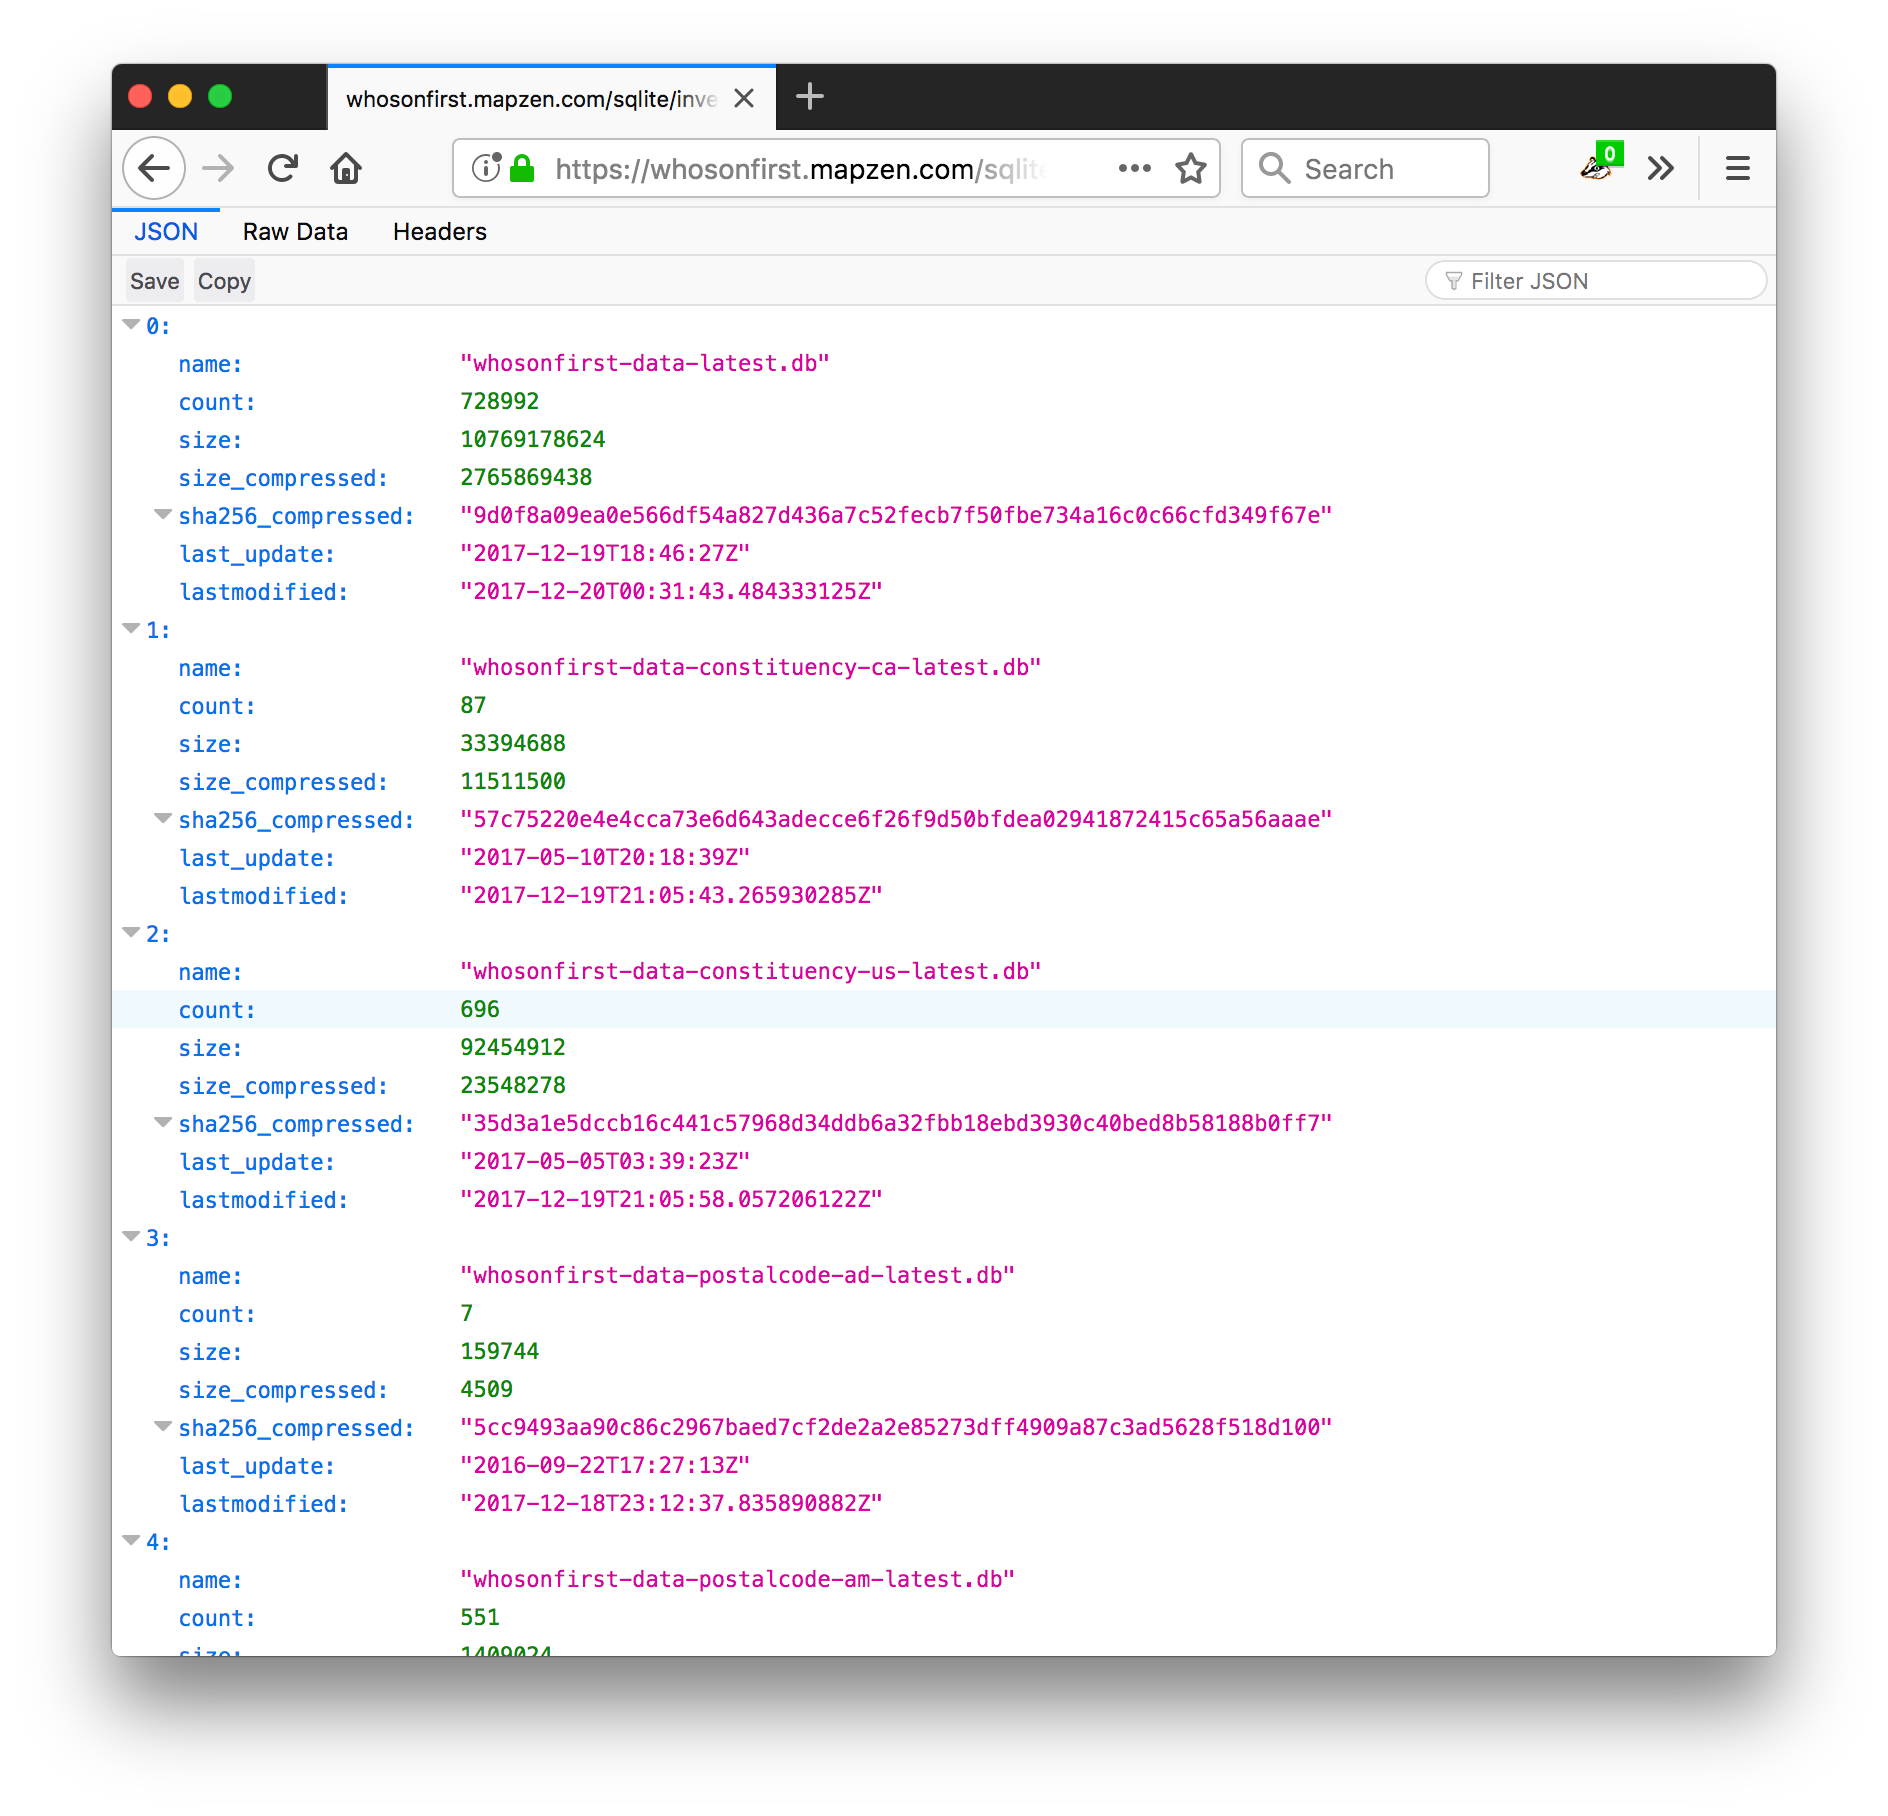 whosonfirst.mapzen.com/sqlite/inve
https://whosonfirst.mapzen.com/sqlite
Search
0
JSON Raw Data Headers
Save Copy Filter JSON
0:
name: "whosonfirst-data-latest.db"
count: 728992
size: 10769178624
size_compressed: 2765869438
sha256_compressed: "9d0f8a09ea0e566df54a827d436a7c52fecb7f50fbe734a16c0c66cfd349f67e"
last_update: "2017-12-19T18:46:27Z"
lastmodified: "2017-12-20T00:31:43.484333125Z"
1:
name: "whosonfirst-data-constituency-ca-latest.db"
count: 87
size: 33394688
size_compressed: 11511500
sha256_compressed: "57c75220e4e4cca73e6d643adecce6f26f9d50bfdea02941872415c65a56aaae"
last_update: "2017-05-10T20:18:39Z"
lastmodified: "2017-12-19T21:05:43.265930285Z"
2:
name: "whosonfirst-data-constituency-us-latest.db"
count: 696
size: 92454912
size_compressed: 23548278
sha256_compressed: "35d3a1e5dccb16c441c57968d34ddb6a32fbb18ebd3930c40bed8b58188b0ff7"
last_update: "2017-05-05T03:39:23Z"
lastmodified: "2017-12-19T21:05:58.057206122Z"
3:
name: "whosonfirst-data-postalcode-ad-latest.db"
count: 7
size: 159744
size_compressed: 4509
sha256_compressed: "5cc9493aa90c86c2967baed7cf2de2a2e85273dff4909a87c3ad5628f518d100"
last_update: "2016-09-22T17:27:13Z"
lastmodified: "2017-12-18T23:12:37.835890882Z"
4:
name: "whosonfirst-data-postalcode-am-latest.db"
count: 551
size: 1409024